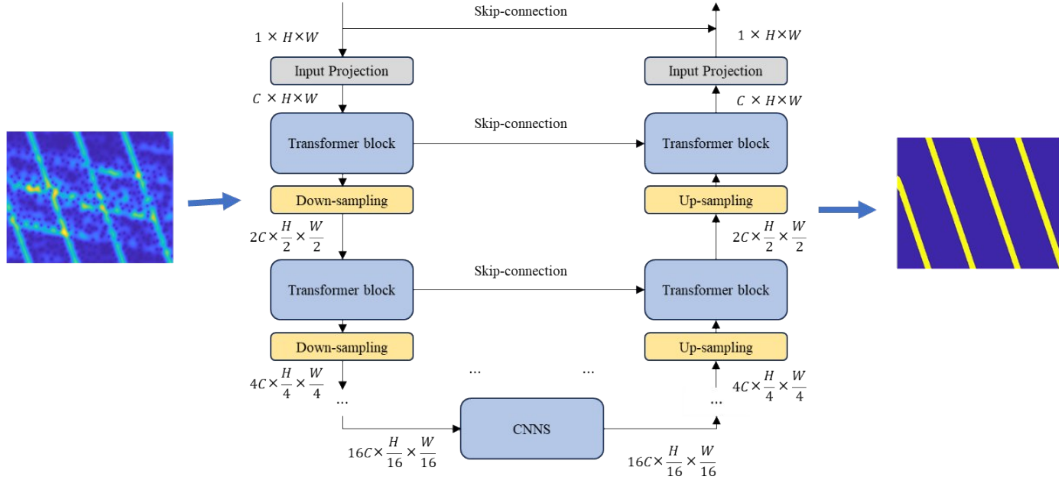 Skip-connection
1 × H×W
1 × H×W
Input Projection
Input Projection
C × H×W
C × H×W
Transformer block
Skip-connection
Transformer block
Down-sampling
Up-sampling
2C × H/2 × W/2
2C × H/2 × W/2
Transformer block
Skip-connection
Transformer block
Down-sampling
Up-sampling
4C × H/4 × W/4
... ...
4C × H/4 × W/4
...
...
CNNS
16C × H/16 × W/16
16C × H/16 × W/16